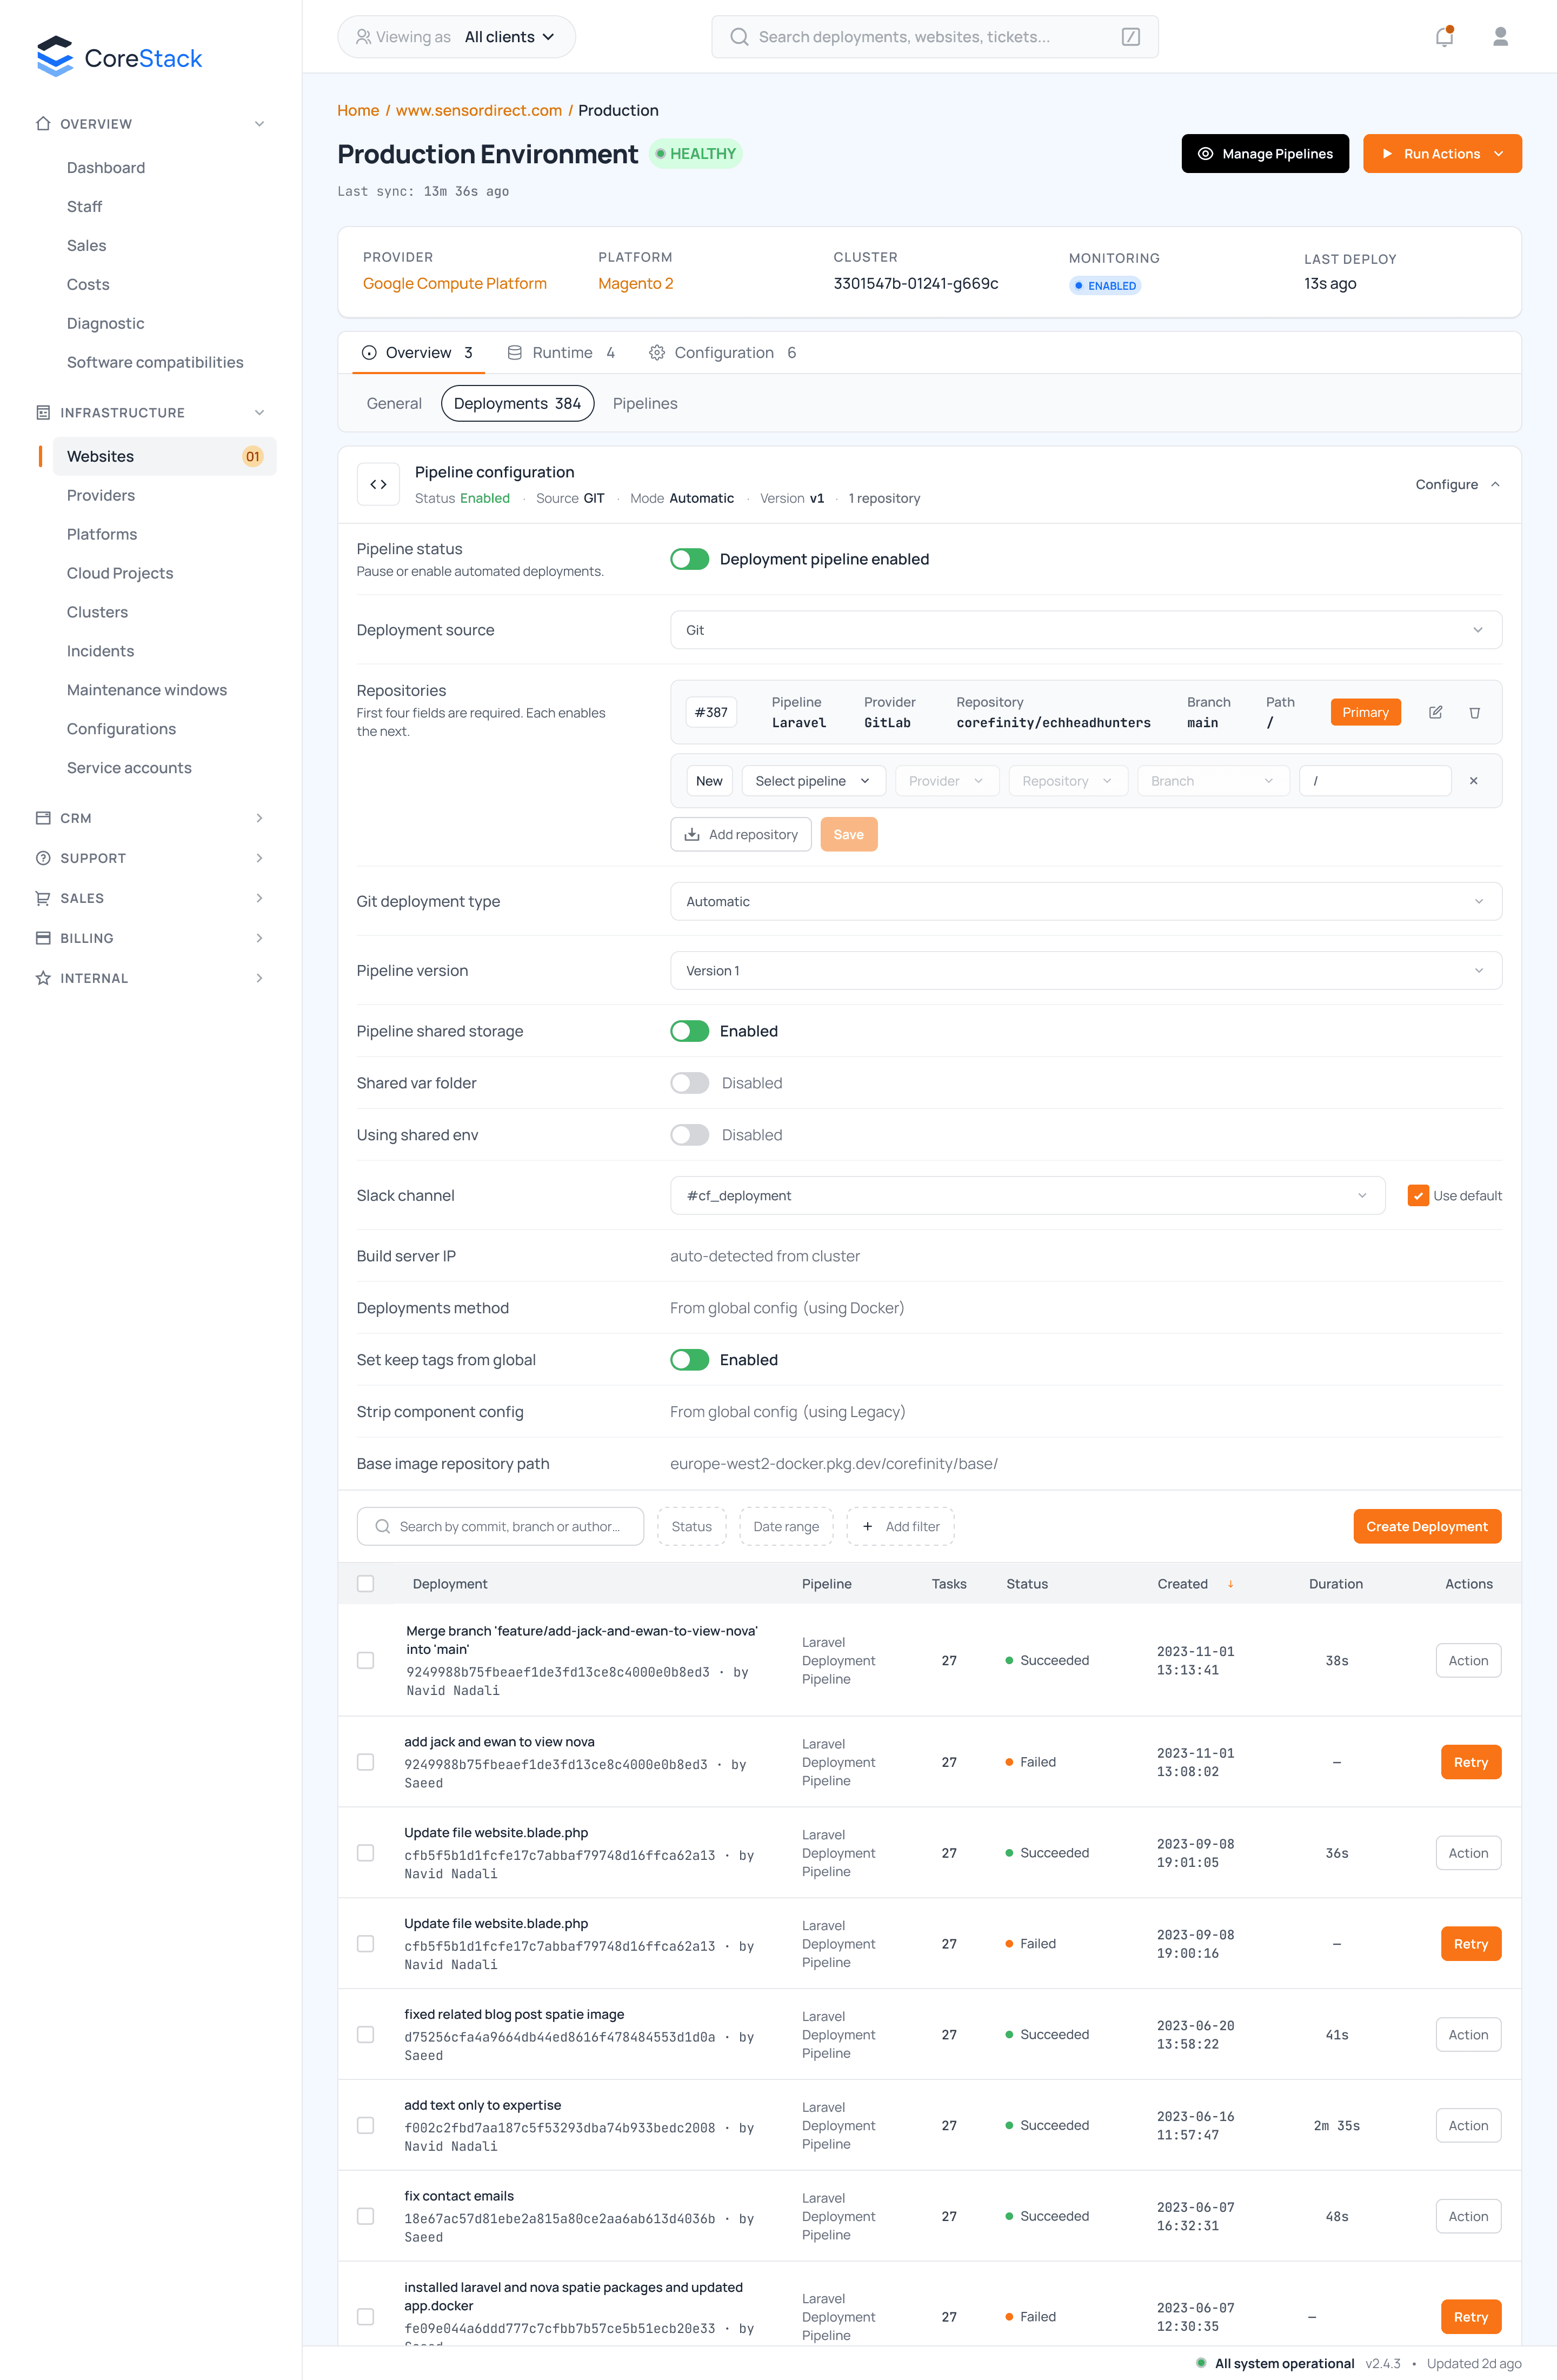 CoreStack
OVERVIEW
Dashboard
Staff
Sales
Costs
Diagnostic
Software compatibilities
INFRASTRUCTURE
Websites 01
Providers
Platforms
Cloud Projects
Clusters
Incidents
Maintenance windows
Configurations
Service accounts
CRM
SUPPORT
SALES
BILLING
INTERNAL
Viewing as All clients
Search deployments, websites, tickets... /
Home / www.sensordirect.com / Production
Production Environment HEALTHY
Last sync: 13m 36s ago
Manage Pipelines Run Actions
PROVIDER PLATFORM CLUSTER MONITORING LAST DEPLOY
Google Compute Platform Magento 2 3301547b-01241-g669c ENABLED 13s ago
Overview 3 Runtime 4 Configuration 6
General Deployments 384 Pipelines
Pipeline configuration
Status Enabled · Source GIT · Mode Automatic · Version v1 · 1 repository
Configure
Pipeline status
Pause or enable automated deployments.
Deployment pipeline enabled
Deployment source Git
Repositories
First four fields are required. Each enables
the next.
#387
Pipeline Provider Repository Branch Path
Laravel GitLab corefinity/echheadhunters main /
Primary
New Select pipeline Provider Repository Branch / ×
Add repository Save
Git deployment type Automatic
Pipeline version Version 1
Pipeline shared storage Enabled
Shared var folder Disabled
Using shared env Disabled
Slack channel #cf_deployment Use default
Build server IP auto-detected from cluster
Deployments method From global config (using Docker)
Set keep tags from global Enabled
Strip component config From global config (using Legacy)
Base image repository path europe-west2-docker.pkg.dev/corefinity/base/
Search by commit, branch or author... Status Date range + Add filter Create Deployment
Deployment Pipeline Tasks Status Created ↓ Duration Actions
Merge branch 'feature/add-jack-and-ewan-to-view-nova'
into 'main'
9249988b75fbeaef1de3fd13ce8c4000e0b8ed3 · by
Navid Nadali
Laravel
Deployment
Pipeline
27
Succeeded
2023-11-01
13:13:41
38s
Action
add jack and ewan to view nova
9249988b75fbeaef1de3fd13ce8c4000e0b8ed3 · by
Saeed
Laravel
Deployment
Pipeline
27
Failed
2023-11-01
13:08:02
—
Retry
Update file website.blade.php
cfb5f5b1d1fcfe17c7abbaf79748d16ffca62a13 · by
Navid Nadali
Laravel
Deployment
Pipeline
27
Succeeded
2023-09-08
19:01:05
36s
Action
Update file website.blade.php
cfb5f5b1d1fcfe17c7abbaf79748d16ffca62a13 · by
Navid Nadali
Laravel
Deployment
Pipeline
27
Failed
2023-09-08
19:00:16
—
Retry
fixed related blog post spatie image
d75256cfa4a9664db44ed8616f478484553d1d0a · by
Saeed
Laravel
Deployment
Pipeline
27
Succeeded
2023-06-20
13:58:22
41s
Action
add text only to expertise
f002c2fbd7aa187c5f53293dba74b933bedc2008 · by
Navid Nadali
Laravel
Deployment
Pipeline
27
Succeeded
2023-06-16
11:57:47
2m 35s
Action
fix contact emails
18e67ac57d81ebe2a815a80ce2aa6ab613d4036b · by
Saeed
Laravel
Deployment
Pipeline
27
Succeeded
2023-06-07
16:32:31
48s
Action
installed laravel and nova spatie packages and updated
app.docker
fe09e044a6ddd777c7cfbb7b57ce5b51ecb20e33 · by
Laravel
Deployment
Pipeline
27
Failed
2023-06-07
12:30:35
—
Retry
All system operational v2.4.3 • Updated 2d ago